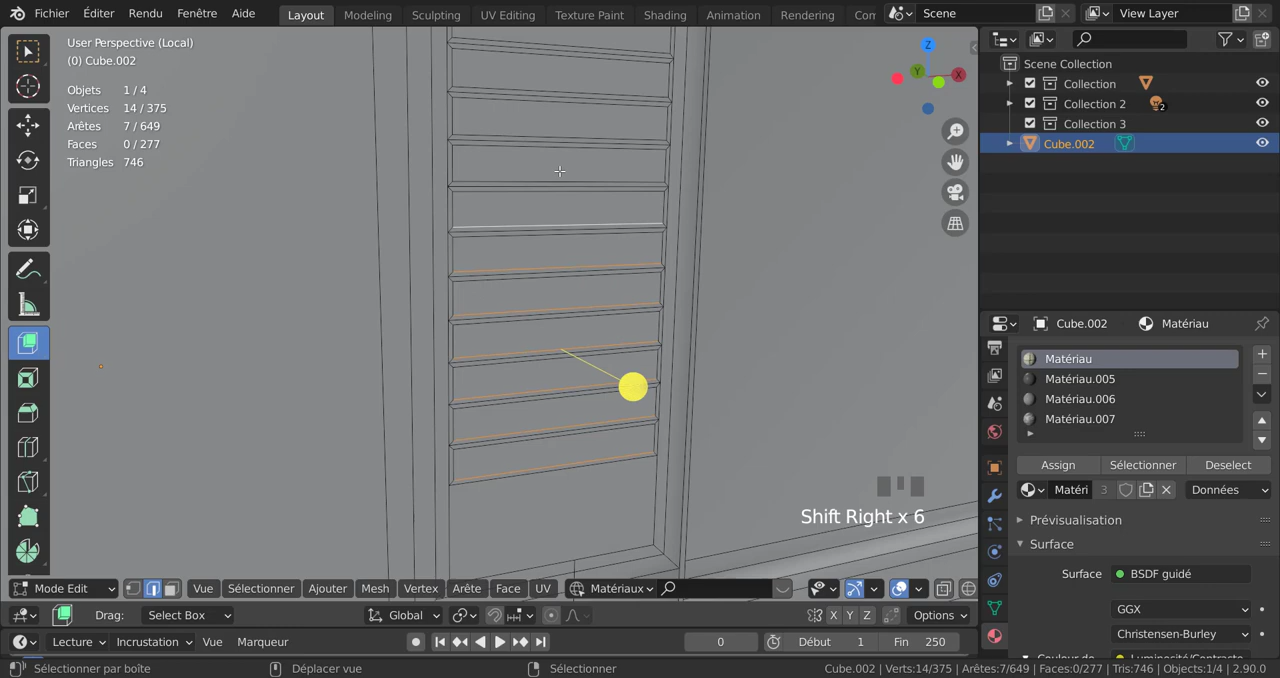 Fichier Éditer Rendu Fenêtre Aide Layout Modeling Sculpting UV Editing Texture Paint Shading Animation Rendering Scene View Layer
User Perspective (Local)
(0) Cube.002
Objets 1 / 4
Vertices 14 / 375
Arêtes 7 / 649
Faces 0 / 277
Triangles 746
Z
Y
X
Scene Collection
Collection
Collection 2 2
Collection 3
Cube.002
Cube.002 Matériau
Matériau
Matériau.005
Matériau.006
Matériau.007
Assign Sélectionner Deselect
Matéri 3 Données
Prévisualisation
Surface
Surface BSDF guidé
GGX
Christensen-Burley
Shift Right x 6
Mode Edit Vue Sélectionner Ajouter Mesh Vertex Arête Face UV Matériaux
Drag: Select Box Global X Y Z Options
Lecture Incrustation Vue Marqueur 0 Début 1 Fin 250
Sélectionner par boîte Déplacer vue Sélectionner Cube.002 | Verts:14/375 | Arêtes:7/649 | Faces:0/277 | Tris:746 | Objects:1/4 | 2.90.0